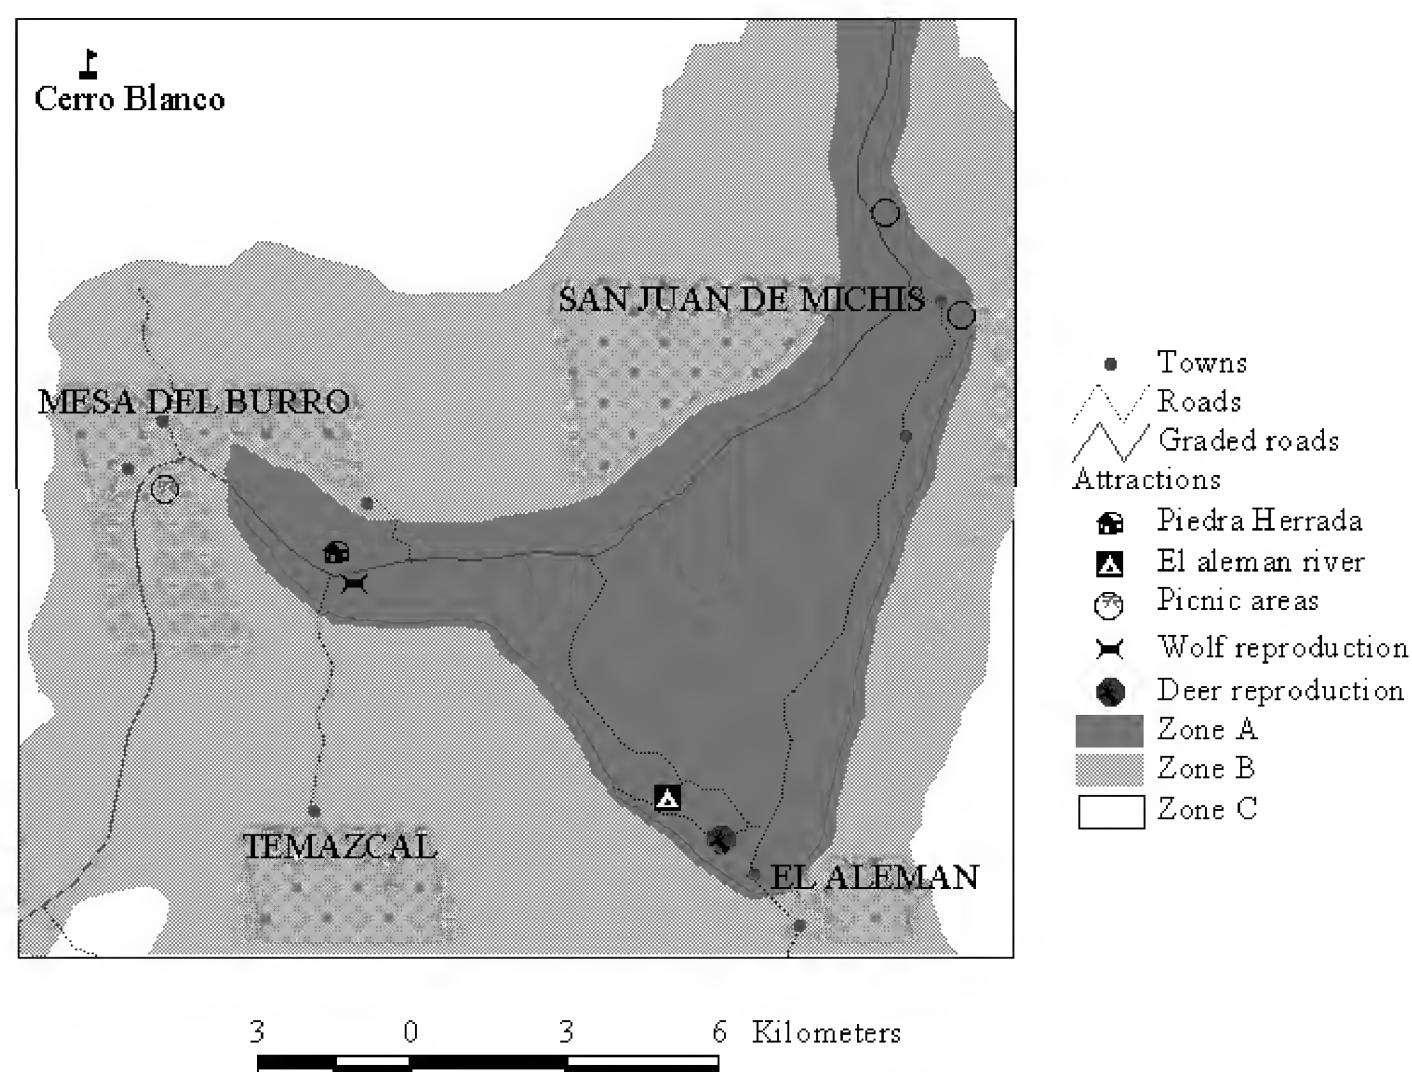 Cerro Blanco
SAN JUAN DE MICHIS
MESA DEL BURRO
TEMAZCAL
EL ALEMAN
Towns
Roads
Graded roads
Attractions
Piedra Herrada
El aleman river
Picnic areas
Wolf reproduction
Deer reproduction
Zone A
Zone B
Zone C
3 0 3 6 Kilometers